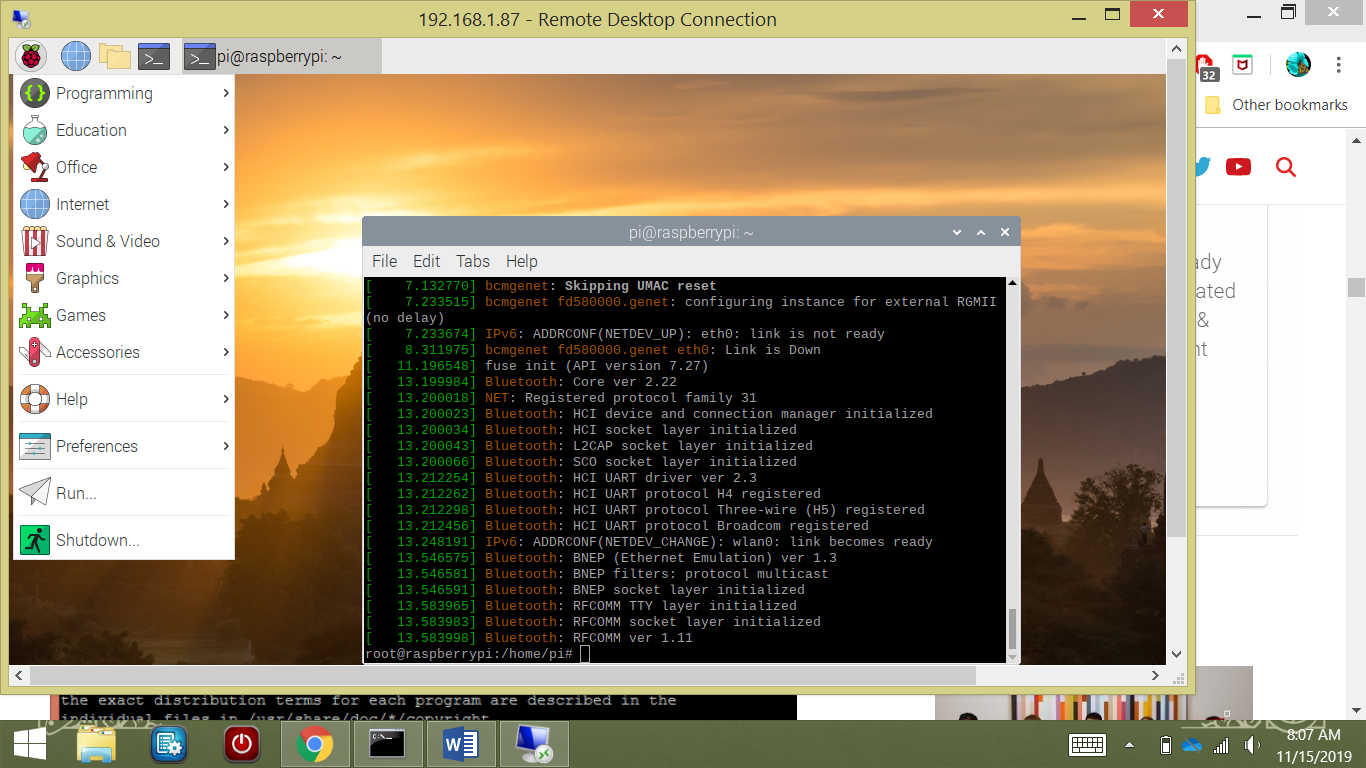 192.168.1.87 - Remote Desktop Connection
pi@raspberrypi: ~
32
Other bookmarks
Programming
Education
Office
Internet
Sound & Video
Graphics
Games
Accessories
Help
Preferences
Run...
Shutdown...
pi@raspberrypi: ~
File Edit Tabs Help
[    7.132770] bcmgenet: Skipping UMAC reset
[    7.233515] bcmgenet fd580000.genet: configuring instance for external RGMII
(no delay)
[    7.233674] IPv6: ADDRCONF(NETDEV_UP): eth0: link is not ready
[    8.311975] bcmgenet fd580000.genet eth0: Link is Down
[   11.196548] fuse init (API version 7.27)
[   13.199984] Bluetooth: Core ver 2.22
[   13.200018] NET: Registered protocol family 31
[   13.200023] Bluetooth: HCI device and connection manager initialized
[   13.200034] Bluetooth: HCI socket layer initialized
[   13.200043] Bluetooth: L2CAP socket layer initialized
[   13.200066] Bluetooth: SCO socket layer initialized
[   13.212254] Bluetooth: HCI UART driver ver 2.3
[   13.212262] Bluetooth: HCI UART protocol H4 registered
[   13.212298] Bluetooth: HCI UART protocol Three-wire (H5) registered
[   13.212456] Bluetooth: HCI UART protocol Broadcom registered
[   13.248191] IPv6: ADDRCONF(NETDEV_CHANGE): wlan0: link becomes ready
[   13.546575] Bluetooth: BNEP (Ethernet Emulation) ver 1.3
[   13.546581] Bluetooth: BNEP filters: protocol multicast
[   13.546591] Bluetooth: BNEP socket layer initialized
[   13.583965] Bluetooth: RFCOMM TTY layer initialized
[   13.583983] Bluetooth: RFCOMM socket layer initialized
[   13.583998] Bluetooth: RFCOMM ver 1.11
root@raspberrypi:/home/pi#
ady
ated
&
nt
the exact distribution terms for each program are described in the
individual files in /usr/share/doc/*/copyright
8:07 AM
11/15/2019